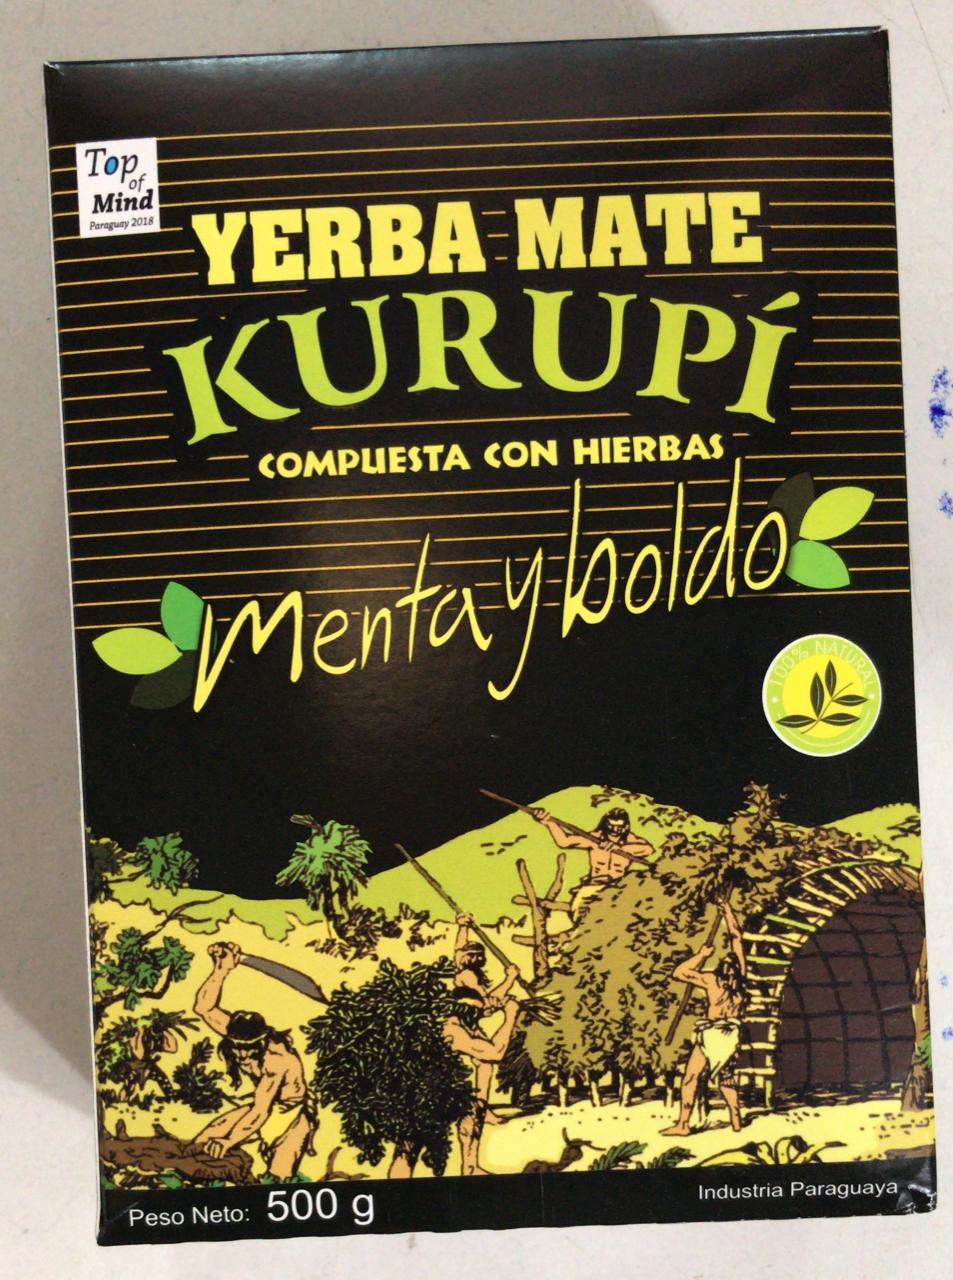 Top
of
Mind
Paraguay 2018
YERBA MATE
KURUPÍ
COMPUESTA CON HIERBAS
Menta y boldo
100% NATURAL
Peso Neto: 500 g
Industria Paraguaya